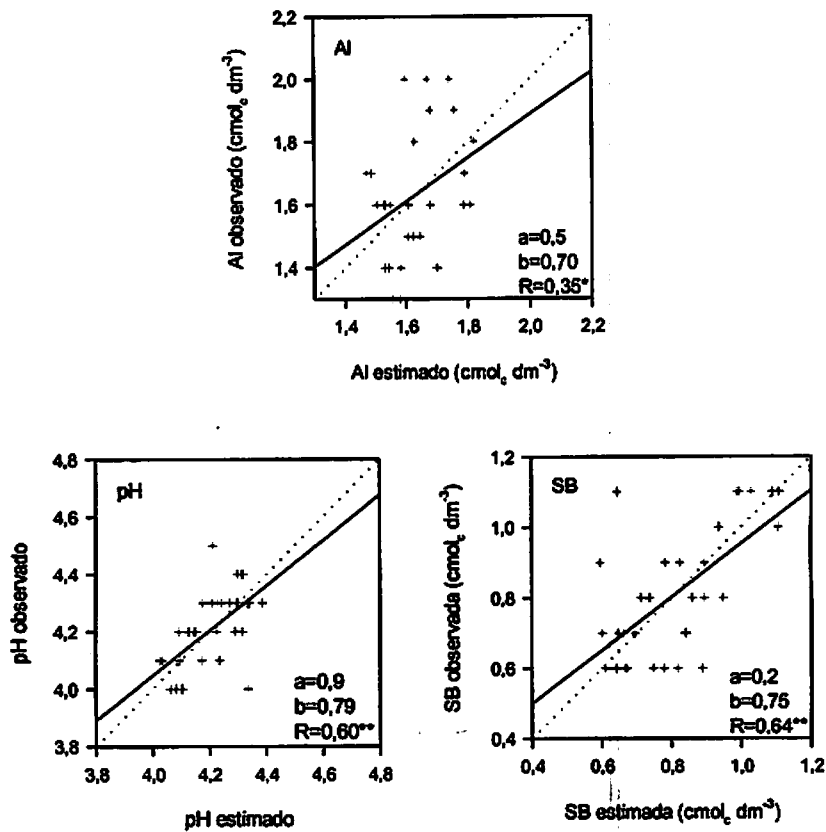 2,2
2,0
1,8
1,6
1,4
Al observado (cmol_c dm⁻³)
Al
a=0,5
b=0,70
R=0,35*
1,4 1,6 1,8 2,0 2,2
Al estimado (cmol_c dm⁻³)
4,8
4,6
4,4
4,2
4,0
3,8
pH observado
pH
a=0,9
b=0,79
R=0,60**
3,8 4,0 4,2 4,4 4,6 4,8
pH estimado
1,2
1,0
0,8
0,6
0,4
SB observada (cmol_c dm⁻³)
SB
a=0,2
b=0,75
R=0,64**
0,4 0,6 0,8 1,0 1,2
SB estimada (cmol_c dm⁻³)